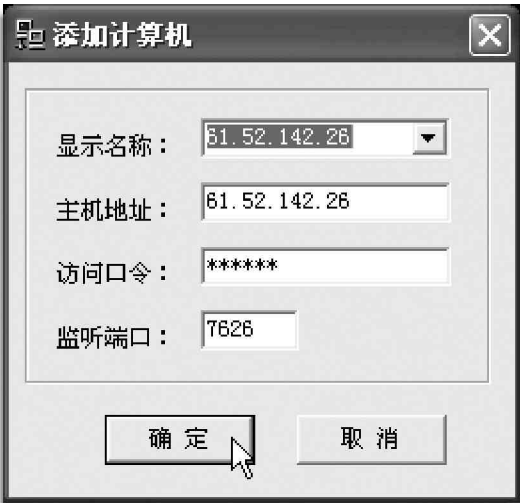 添加计算机
显示名称： 61.52.142.26
主机地址： 61.52.142.26
访问口令： ******
监听端口： 7626
确 定 取 消